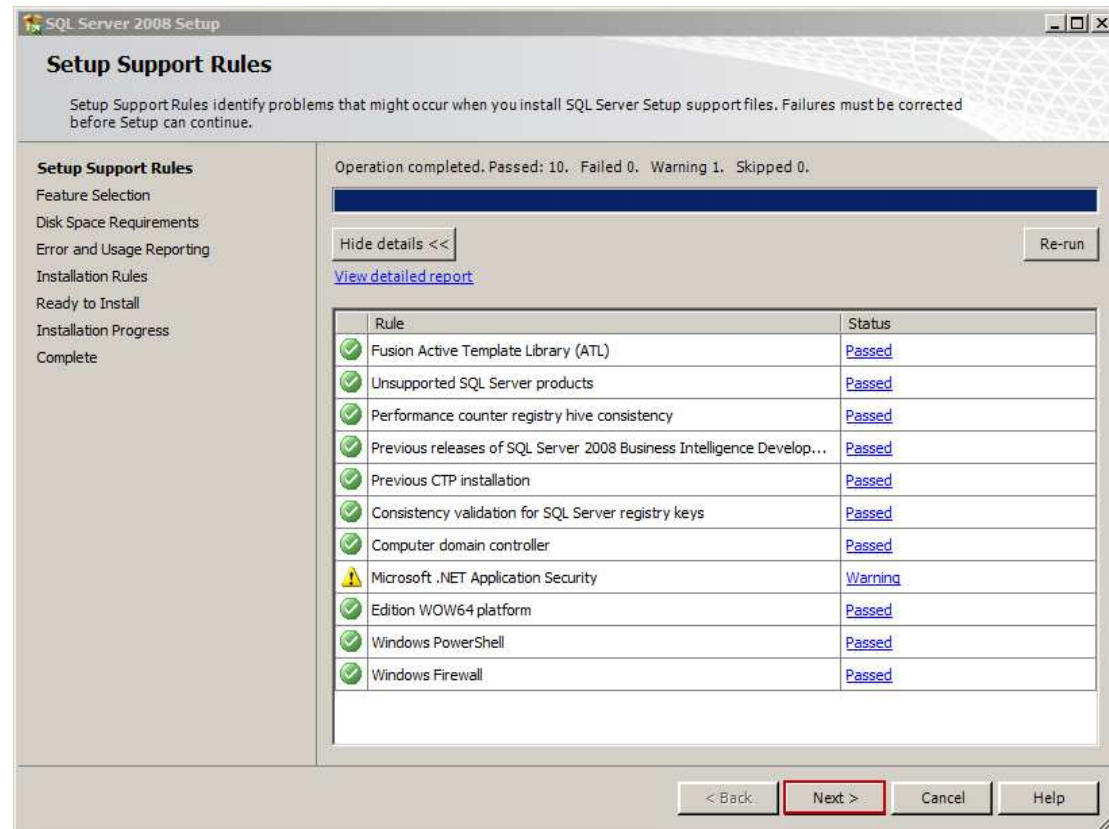 SQL Server 2008 Setup
Setup Support Rules
Setup Support Rules identify problems that might occur when you install SQL Server Setup support files. Failures must be corrected
before Setup can continue.
Setup Support Rules
Feature Selection
Disk Space Requirements
Error and Usage Reporting
Installation Rules
Ready to Install
Installation Progress
Complete
Operation completed. Passed: 10. Failed 0. Warning 1. Skipped 0.
Hide details <<
Re-run
View detailed report
Rule Status
Fusion Active Template Library (ATL) Passed
Unsupported SQL Server products Passed
Performance counter registry hive consistency Passed
Previous releases of SQL Server 2008 Business Intelligence Develop... Passed
Previous CTP installation Passed
Consistency validation for SQL Server registry keys Passed
Computer domain controller Passed
Microsoft .NET Application Security Warning
Edition WOW64 platform Passed
Windows PowerShell Passed
Windows Firewall Passed
< Back Next > Cancel Help